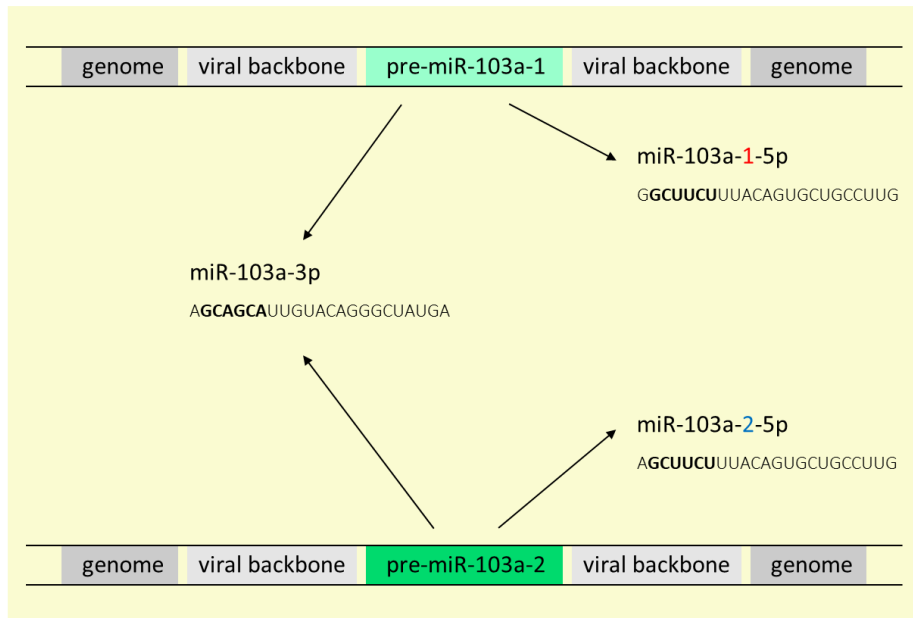 genome viral backbone pre-miR-103a-1 viral backbone genome
miR-103a-1-5p
GGCUUCUUUACAGUGCUGCCUUG
miR-103a-3p
AGCAGCAUUGUACAGGGCUAUGA
miR-103a-2-5p
AGCUUCUUUACAGUGCUGCCUUG
genome viral backbone pre-miR-103a-2 viral backbone genome